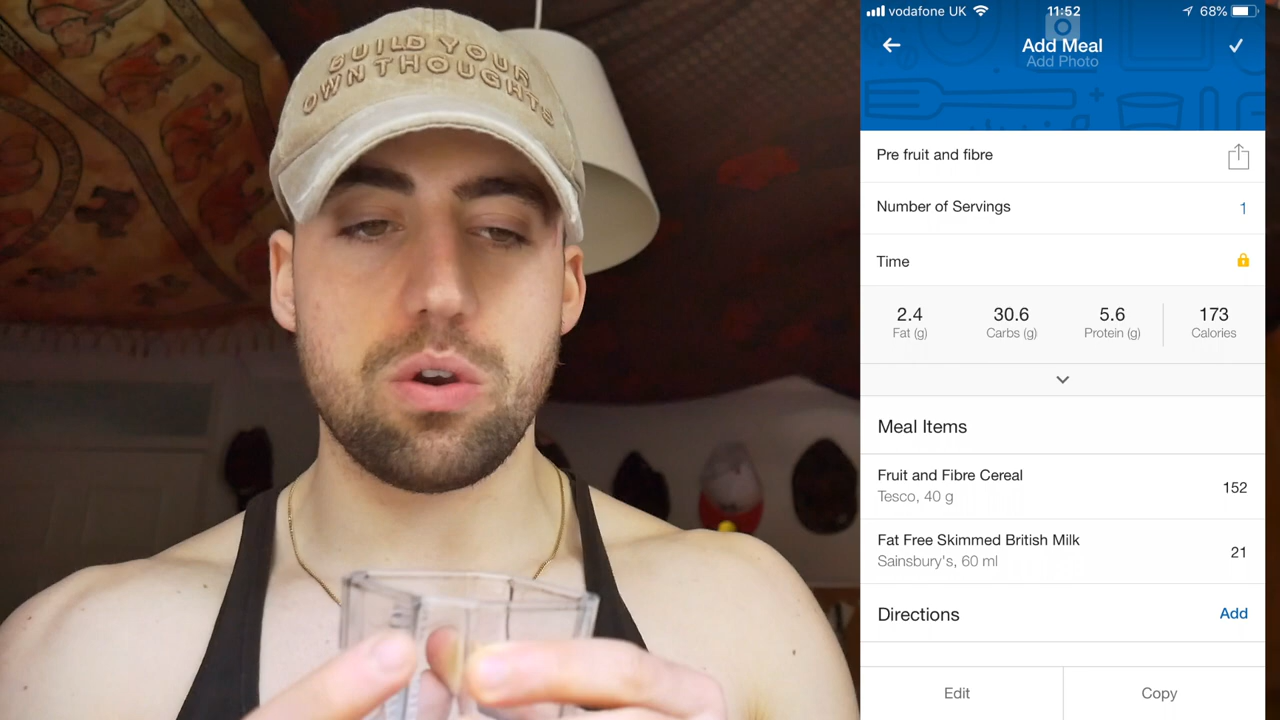 BUILD YOUR
OWN THOUGHTS
vodafone UK
11:52
68%
Add Meal
Add Photo
Pre fruit and fibre
Number of Servings
1
Time
2.4
30.6
5.6
173
Fat (g)
Carbs (g)
Protein (g)
Calories
Meal Items
Fruit and Fibre Cereal
152
Tesco, 40 g
Fat Free Skimmed British Milk
21
Sainsbury's, 60 ml
Directions
Add
Edit
Copy